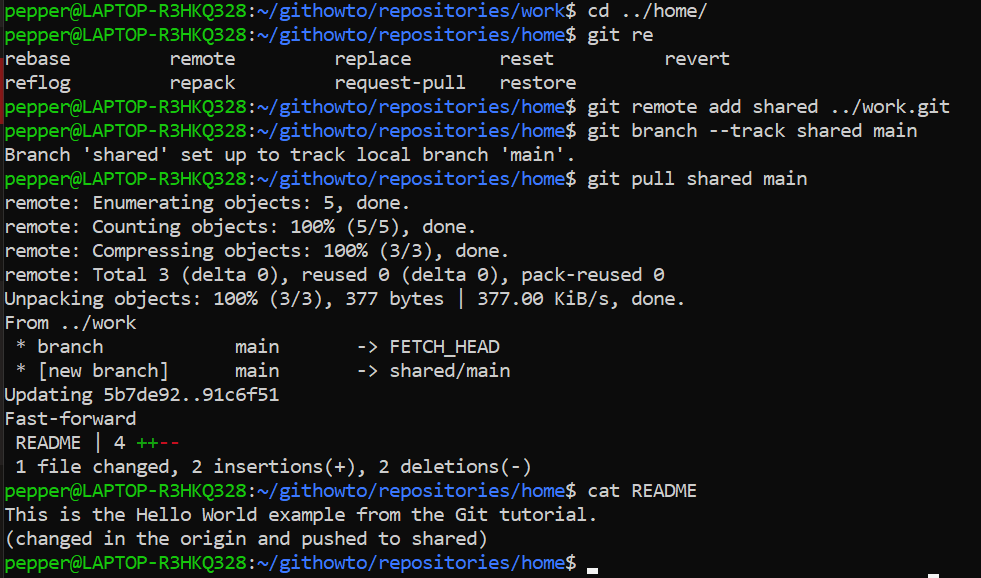 pepper@LAPTOP-R3HKQ328:~/githowto/repositories/work$ cd ../home/
pepper@LAPTOP-R3HKQ328:~/githowto/repositories/home$ git re
rebase         remote         replace        reset          revert
reflog         repack         request-pull   restore
pepper@LAPTOP-R3HKQ328:~/githowto/repositories/home$ git remote add shared ../work.git
pepper@LAPTOP-R3HKQ328:~/githowto/repositories/home$ git branch --track shared main
Branch 'shared' set up to track local branch 'main'.
pepper@LAPTOP-R3HKQ328:~/githowto/repositories/home$ git pull shared main
remote: Enumerating objects: 5, done.
remote: Counting objects: 100% (5/5), done.
remote: Compressing objects: 100% (3/3), done.
remote: Total 3 (delta 0), reused 0 (delta 0), pack-reused 0
Unpacking objects: 100% (3/3), 377 bytes | 377.00 KiB/s, done.
From ../work
 * branch            main       -> FETCH_HEAD
 * [new branch]      main       -> shared/main
Updating 5b7de92..91c6f51
Fast-forward
 README | 4 ++--
 1 file changed, 2 insertions(+), 2 deletions(-)
pepper@LAPTOP-R3HKQ328:~/githowto/repositories/home$ cat README
This is the Hello World example from the Git tutorial.
(changed in the origin and pushed to shared)
pepper@LAPTOP-R3HKQ328:~/githowto/repositories/home$